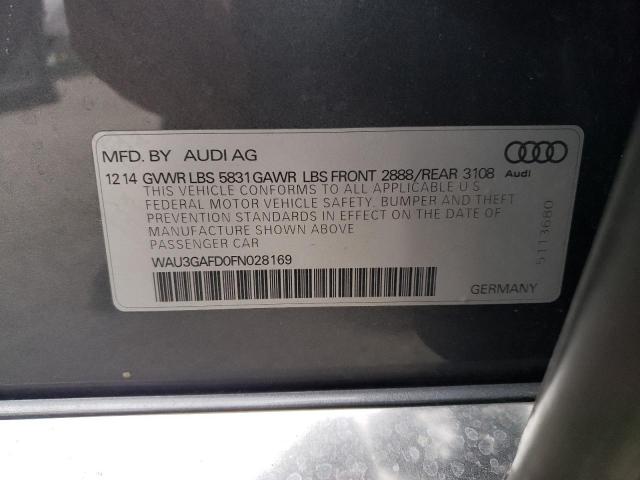 MFD. BY AUDI AG
12 14 GVWR LBS 5831 GAWR LBS FRONT 2888/REAR 3108
THIS VEHICLE CONFORMS TO ALL APPLICABLE U S
FEDERAL MOTOR VEHICLE SAFETY, BUMPER AND THEFT
PREVENTION STANDARDS IN EFFECT ON THE DATE OF
MANUFACTURE SHOWN ABOVE
PASSENGER CAR
WAU3GAFD0FN028169
Audi
5113680
GERMANY